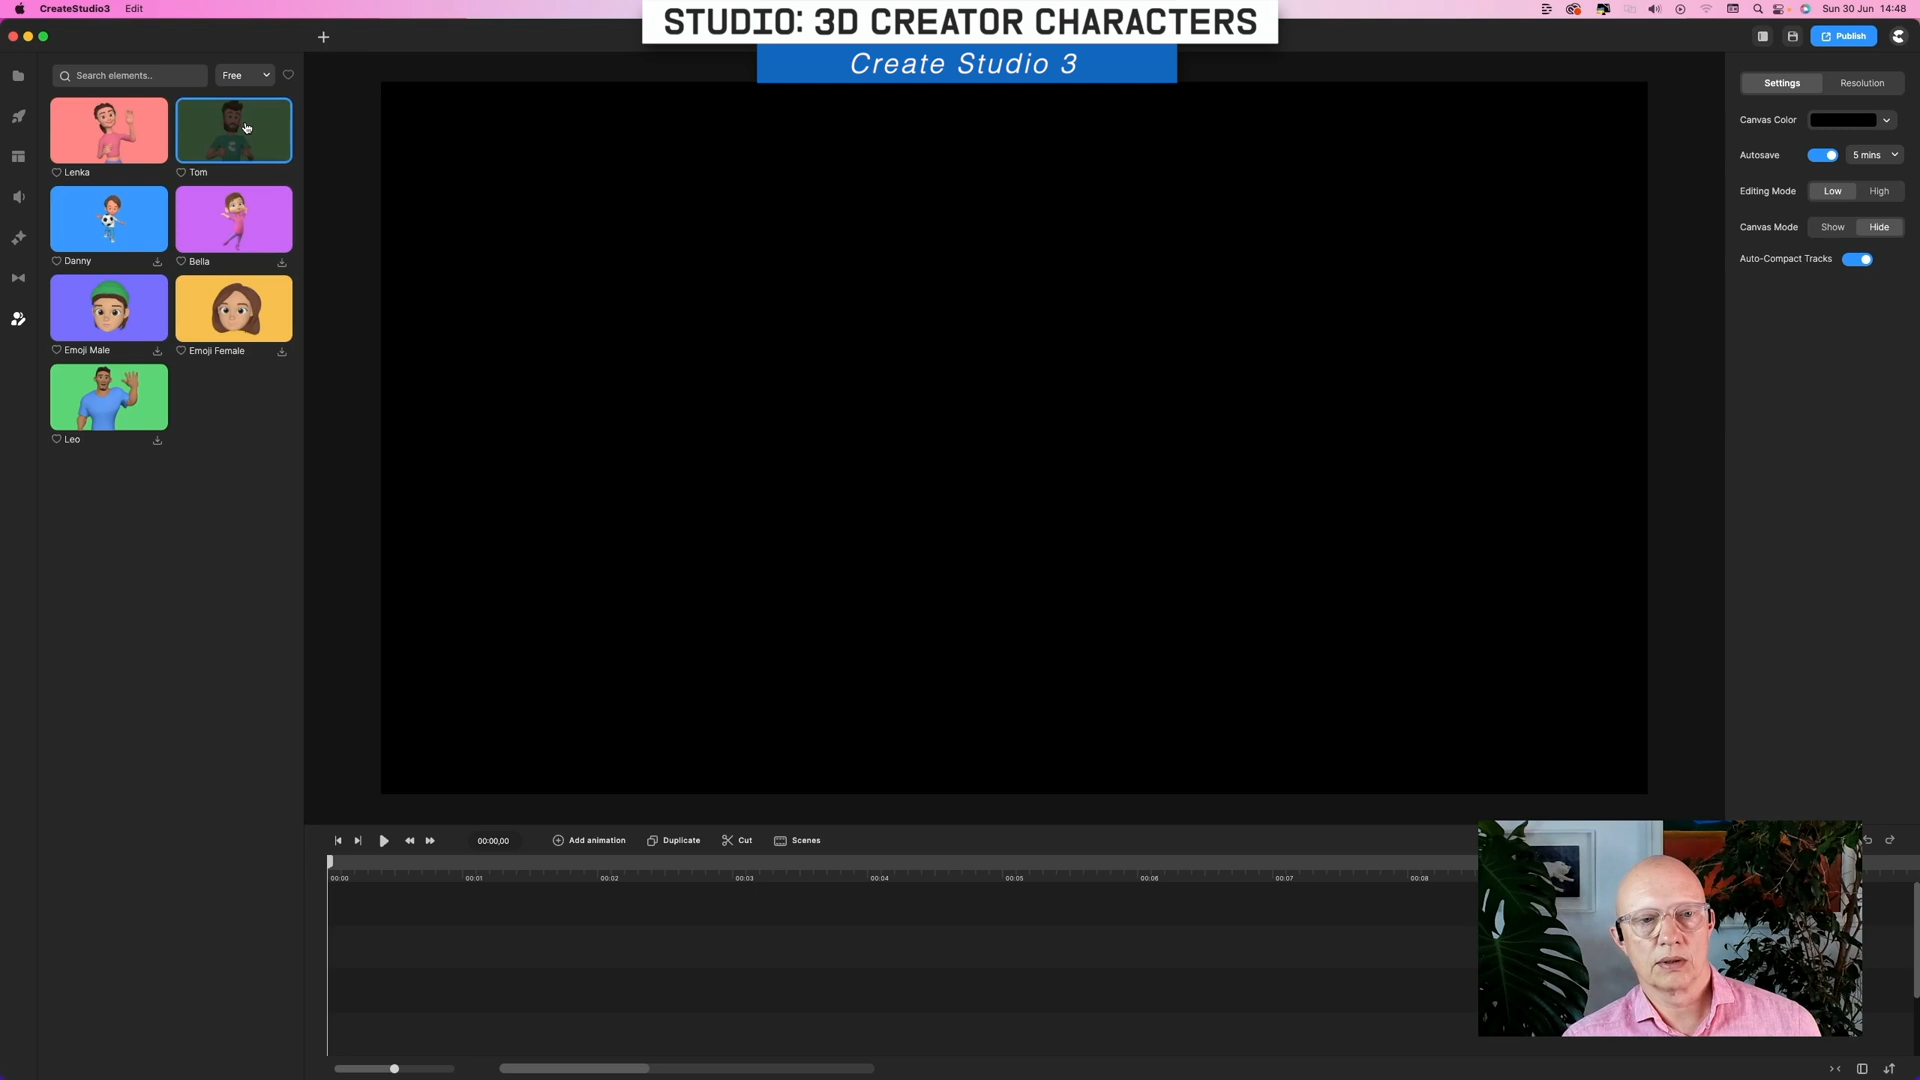 CreateStudio3 Edit
Sun 30 Jun 14:48
STUDIO: 3D CREATOR CHARACTERS
Create Studio 3
Publish
Search elements..
Free
Lenka
Tom
Danny
Bella
Emoji Male
Emoji Female
Leo
Settings
Resolution
Canvas Color
Autosave
5 mins
Editing Mode
Low
High
Canvas Mode
Show
Hide
Auto-Compact Tracks
00:00,00
Add animation
Duplicate
Cut
Scenes
00:00
00:01
00:02
00:03
00:04
00:05
00:06
00:07
00:08